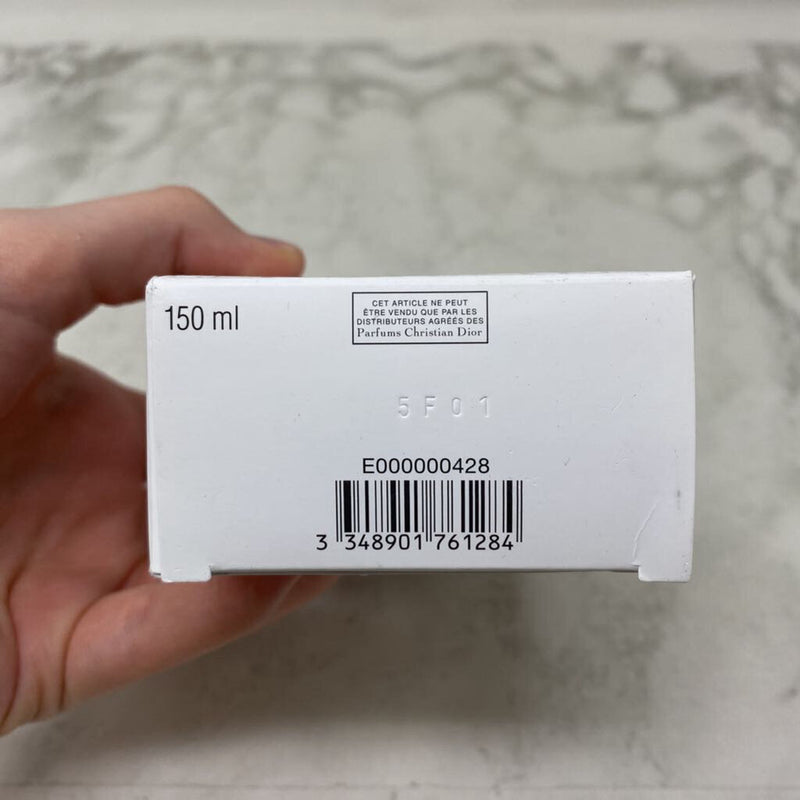 150 ml
CET ARTICLE NE PEUT
ÊTRE VENDU QUE PAR LES
DISTRIBUTEURS AGRÉÉS DES
Parfums Christian Dior
5F01
E000000428
3 348901 761284